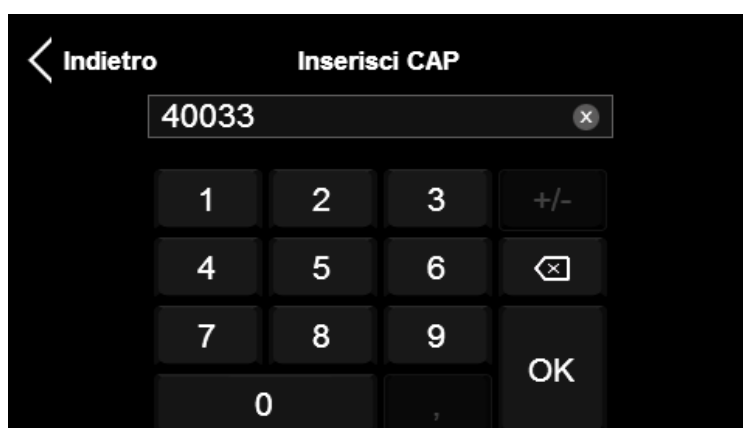 Indietro
Inserisci CAP
40033
1 2 3 +/-
4 5 6
7 8 9
OK
0 ,